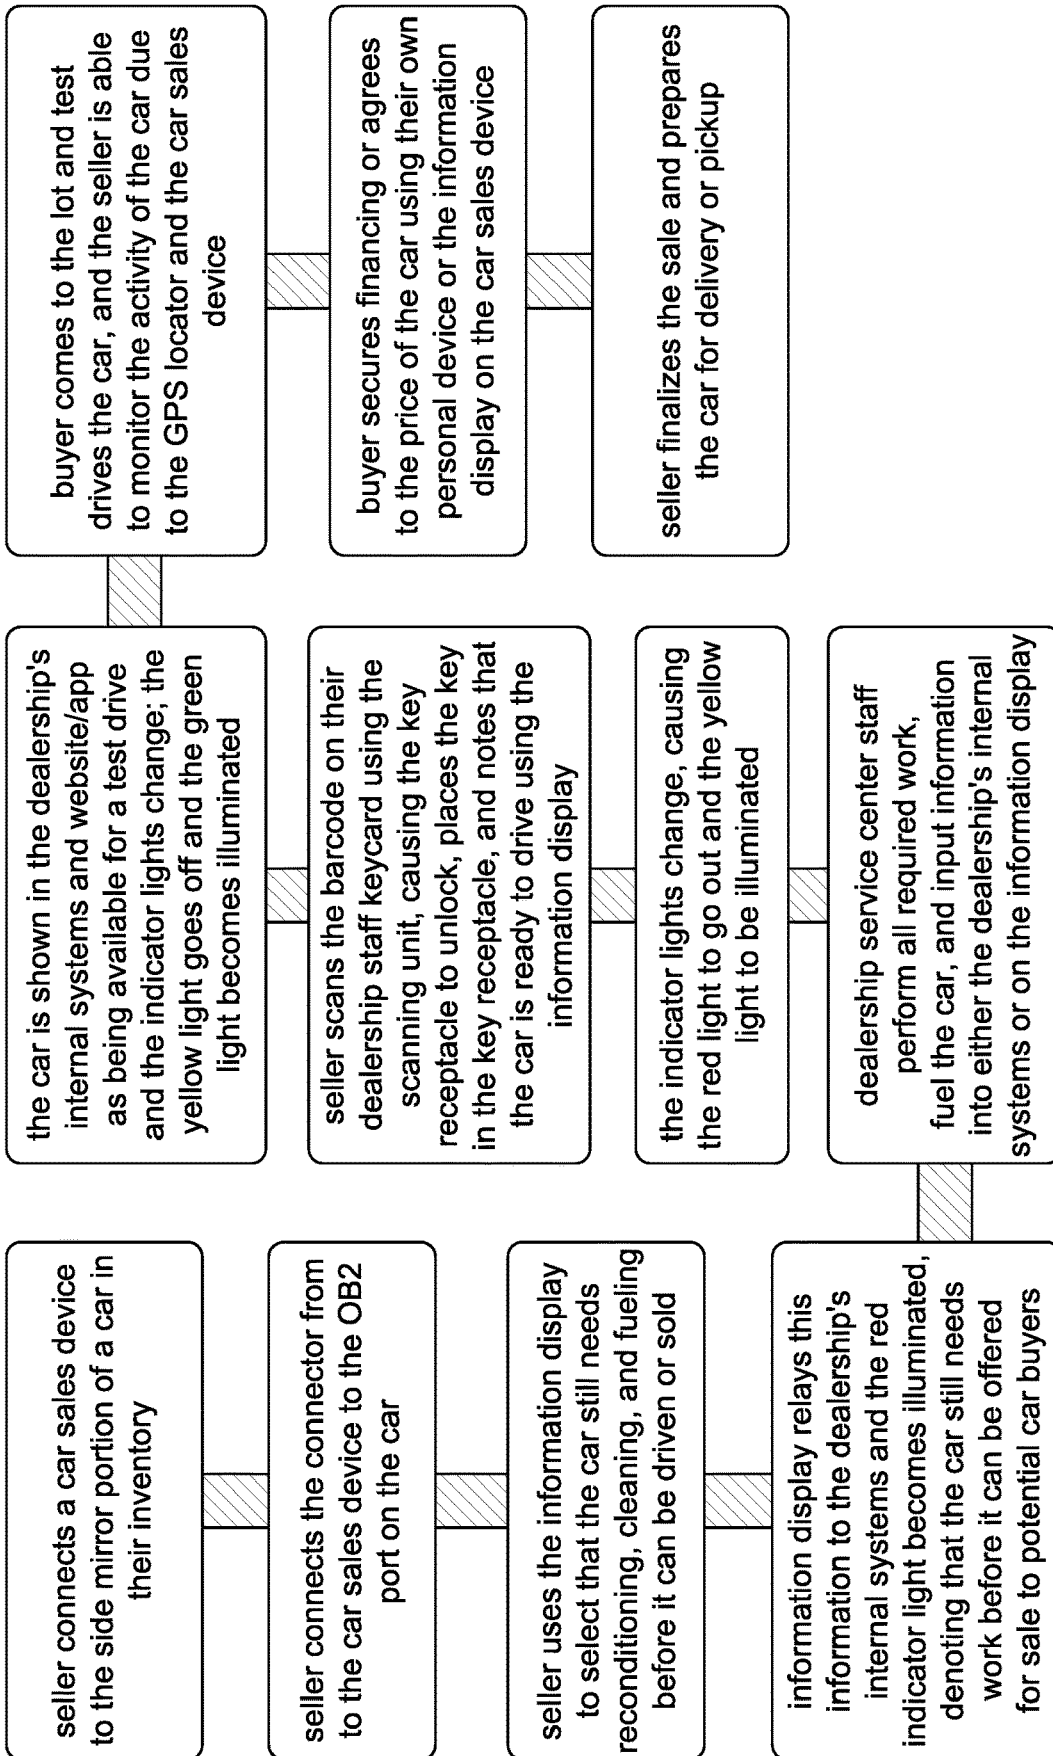 seller connects a car sales device
to the side mirror portion of a car in
their inventory
seller connects the connector from
to the car sales device to the OB2
port on the car
seller uses the information display
to select that the car still needs
reconditioning, cleaning, and fueling
before it can be driven or sold
information display relays this
information to the dealership's
internal systems and the red
indicator light becomes illuminated,
denoting that the car still needs
work before it can be offered
for sale to potential car buyers
dealership service center staff
perform all required work,
fuel the car, and input information
into either the dealership's internal
systems or on the information display
the indicator lights change, causing
the red light to go out and the yellow
light to be illuminated
seller scans the barcode on their
dealership staff keycard using the
scanning unit, causing the key
receptacle to unlock, places the key
in the key receptacle, and notes that
the car is ready to drive using the
information display
the car is shown in the dealership's
internal systems and website/app
as being available for a test drive
and the indicator lights change; the
yellow light goes off and the green
light becomes illuminated
buyer comes to the lot and test
drives the car, and the seller is able
to monitor the activity of the car due
to the GPS locator and the car sales
device
buyer secures financing or agrees
to the price of the car using their own
personal device or the information
display on the car sales device
seller finalizes the sale and prepares
the car for delivery or pickup